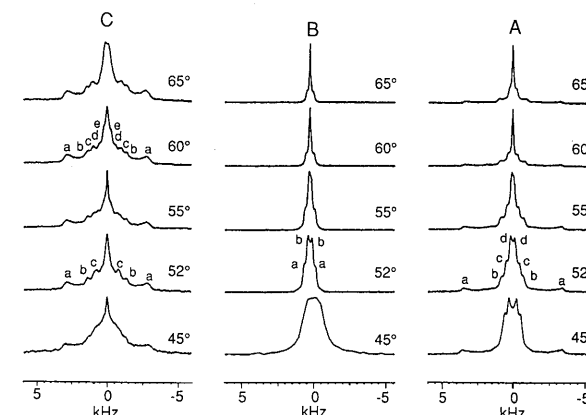 C B A
65° 65° 65
e e
60° 60° 60
a b c d d c b a
55° 55° 55
b b d d
a b c c b a 52° a a 52° a b c c b a 52
45° 45° 45
5 0 -5 5 0 -5 5 0 -5
kHz kHz kHz